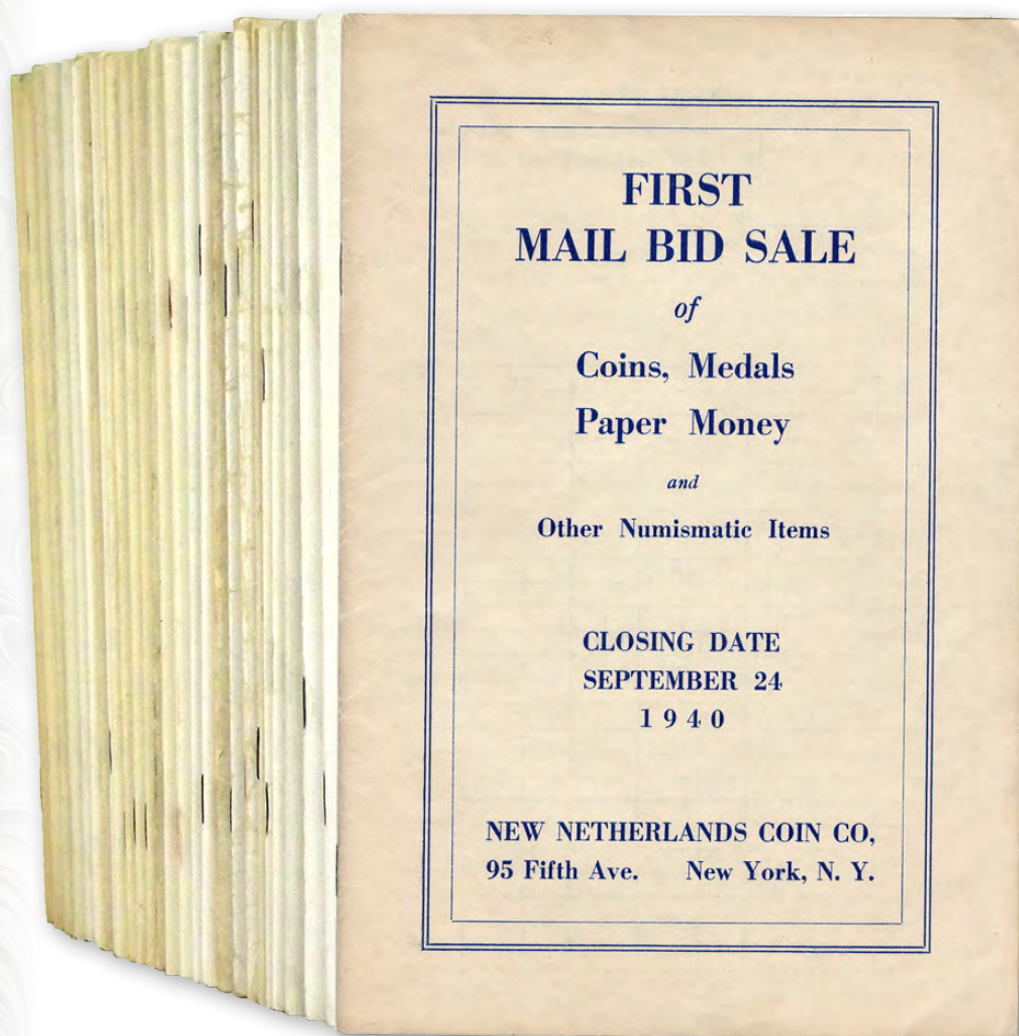 FIRST
MAIL BID SALE
of
Coins, Medals
Paper Money
and
Other Numismatic Items
CLOSING DATE
SEPTEMBER 24
1940
NEW NETHERLANDS COIN CO,
95 Fifth Ave. New York, N. Y.